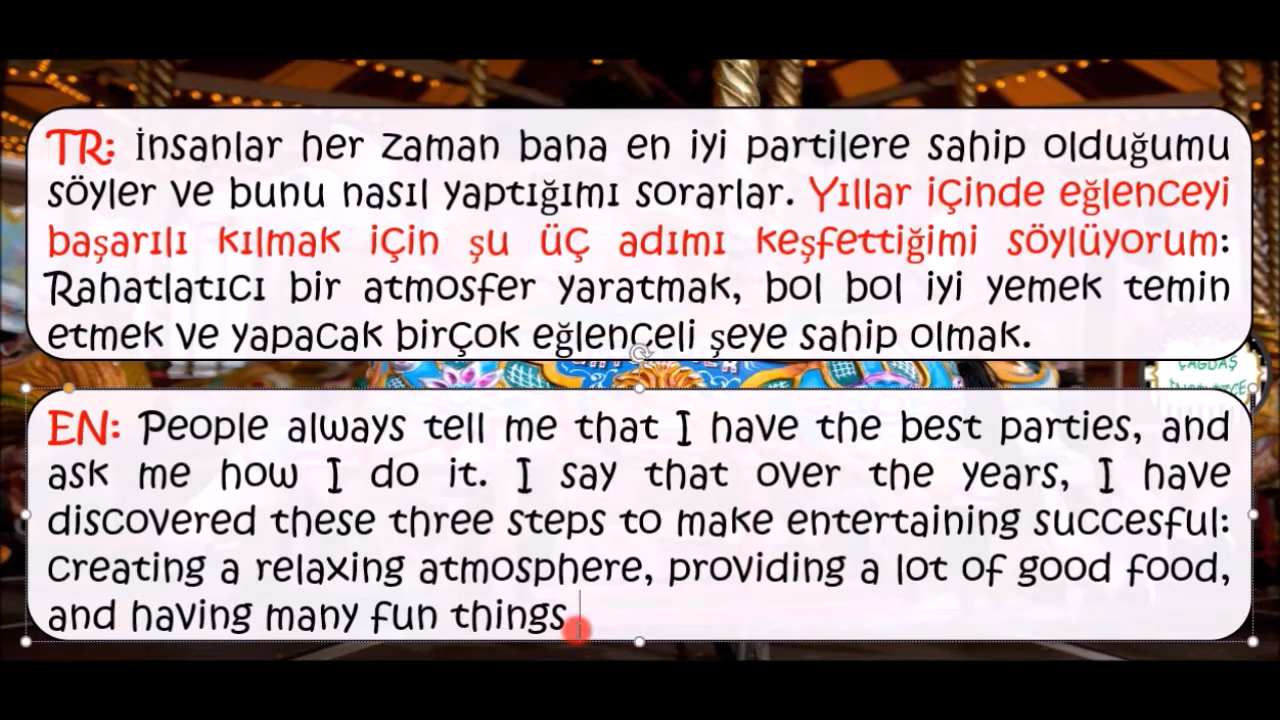 TR: İnsanlar her zaman bana en iyi partilere sahip olduğumu
söyler ve bunu nasıl yaptığımı sorarlar. Yıllar içinde eğlenceyi
başarılı kılmak için şu üç adımı keşfettiğimi söylüyorum:
Rahatlatıcı bir atmosfer yaratmak, bol bol iyi yemek temin
etmek ve yapacak birçok eğlenceli şeye sahip olmak.
ÇAĞDAŞ
EN: People always tell me that I have the best parties, and
ask me how I do it. I say that over the years, I have
discovered these three steps to make entertaining succesful:
creating a relaxing atmosphere, providing a lot of good food,
and having many fun things